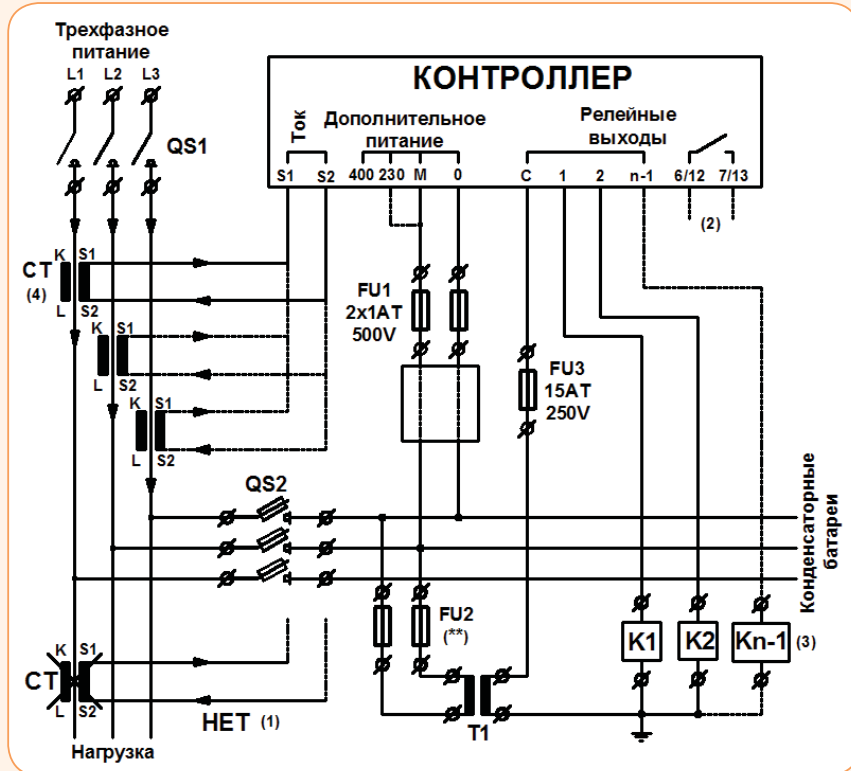 Трехфазное
питание
L1 L2 L3
КОНТРОЛЛЕР
Ток
Дополнительное
питание
Релейные
выходы
QS1
S1 S2 400 230 M 0 C 1 2 n-1 6/12 7/13
(2)
K S1
CT
(4)
L S2
FU1
2x1AT
500V
K S1
L S2
FU3
15AT
250V
K S1
L S2
QS2
Конденсаторные
батареи
FU2
(**)
K1 K2 Kn-1 (3)
K S1
CT
L S2
НЕТ (1)
T1
Нагрузка